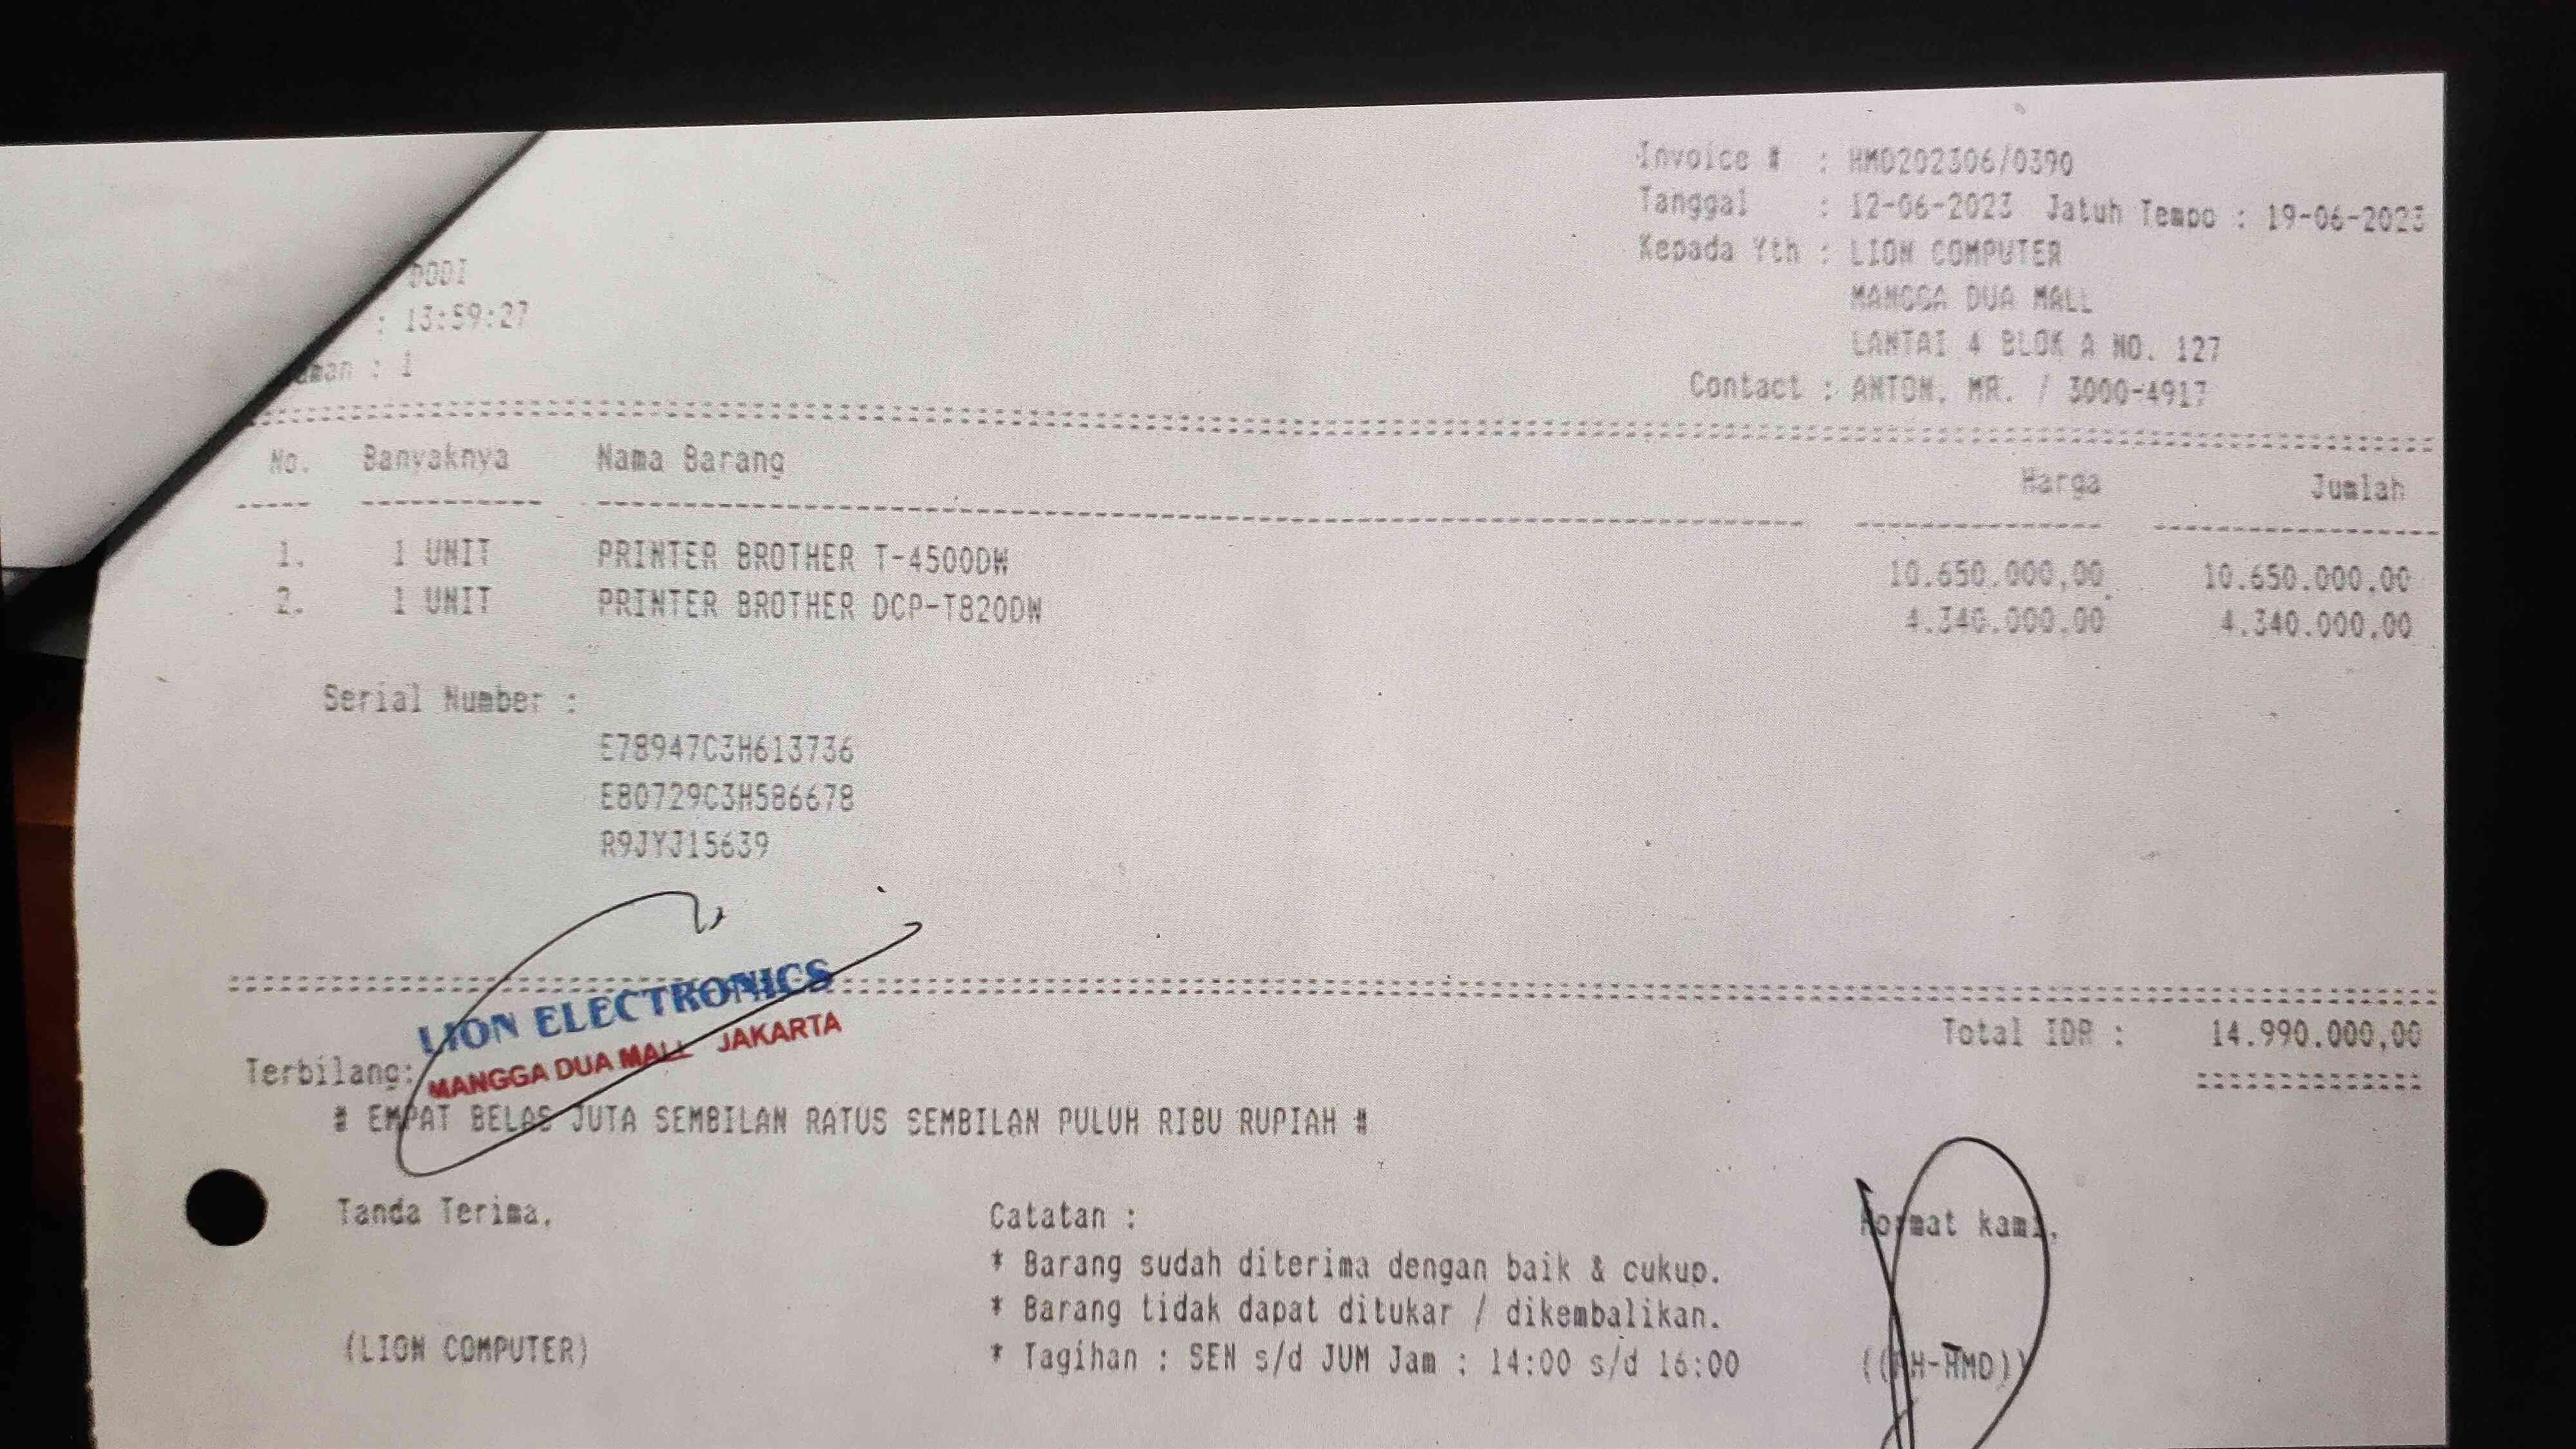 Invoice # : HMD202306/0390
Tanggal : 12-06-2023 Jatuh Tempo : 19-06-2023
Kepada Yth : LION COMPUTER
DODI
MANGGA DUA MALL
: 13:59:27
LANTAI 4 BLOK A NO. 127
aman : 1
Contact : ANTON, MR. / 3000-4917
No. Banyaknya Nama Barang Harga Jumlah
1. 1 UNIT PRINTER BROTHER T-4500DW 10.650.000,00 10.650.000,00
2. 1 UNIT PRINTER BROTHER DCP-T820DW 4.340.000,00 4.340.000,00
Serial Number :
E78947C3H613736
E80729C3H586678
R9JYJ15639
LION ELECTRONICS
MANGGA DUA MALL JAKARTA
Total IDR : 14.990.000,00
Terbilang:
# EMPAT BELAS JUTA SEMBILAN RATUS SEMBILAN PULUH RIBU RUPIAH #
Tanda Terima, Catatan : Hormat kami,
* Barang sudah diterima dengan baik & cukup.
* Barang tidak dapat ditukar / dikembalikan.
(LION COMPUTER) * Tagihan : SEN s/d JUM Jam : 14:00 s/d 16:00